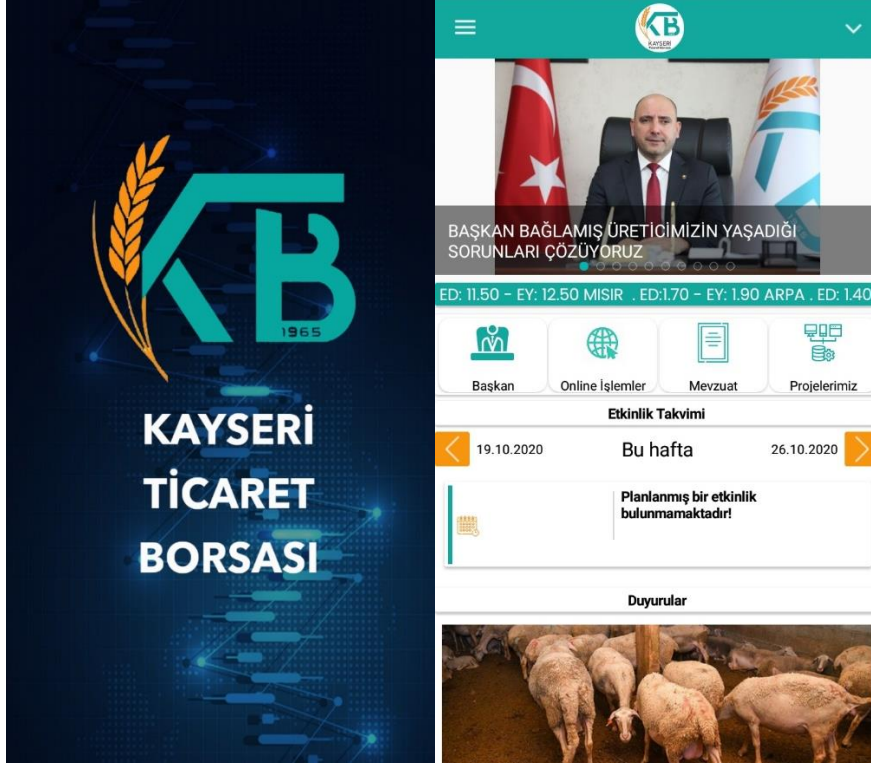 KB
1965
KAYSERİ
TİCARET
BORSASI
KB
KAYSERİ
BAŞKAN BAĞLAMIŞ ÜRETİCİMİZİN YAŞADIĞI
SORUNLARI ÇÖZÜYORUZ
ED: 11.50 - EY: 12.50 MISIR . ED:1.70 - EY: 1.90 ARPA . ED: 1.40
Başkan
Online İşlemler
Mevzuat
Projelerimiz
Etkinlik Takvimi
19.10.2020
Bu hafta
26.10.2020
Planlanmış bir etkinlik
bulunmamaktadır!
Duyurular